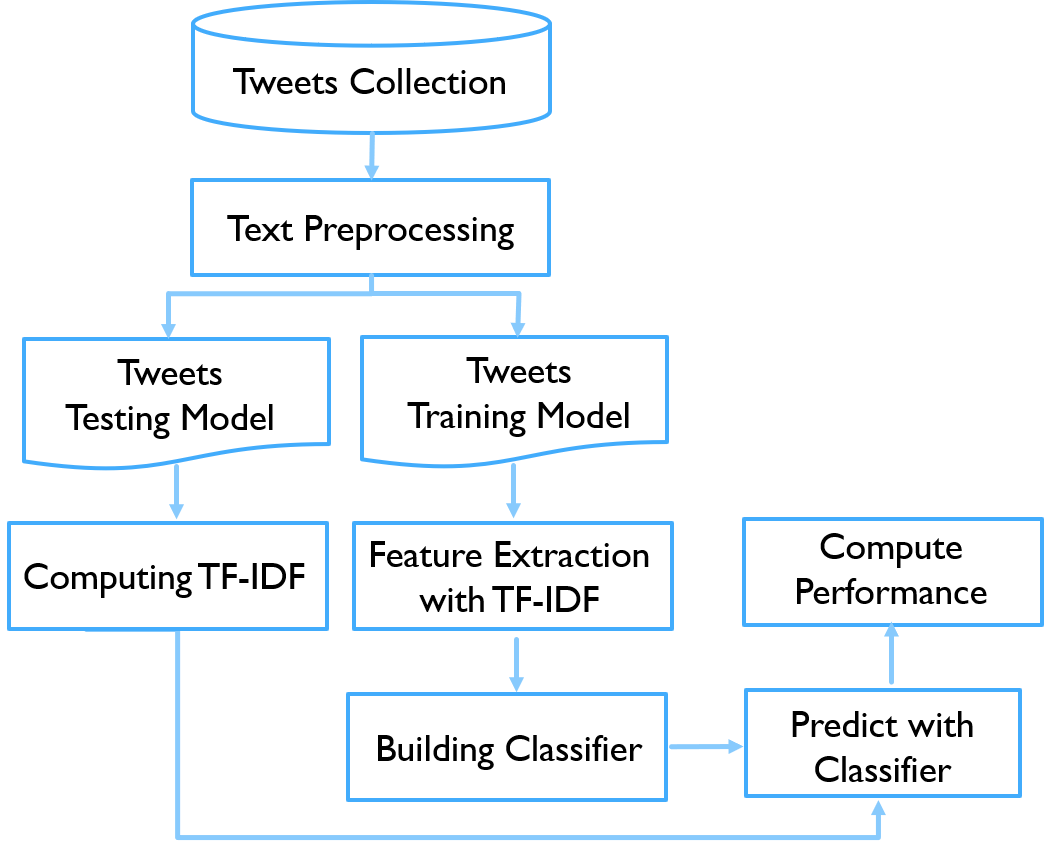 Tweets Collection
Text Preprocessing
Tweets
Testing Model
Tweets
Training Model
Computing TF-IDF
Feature Extraction
with TF-IDF
Compute
Performance
Building Classifier
Predict with
Classifier